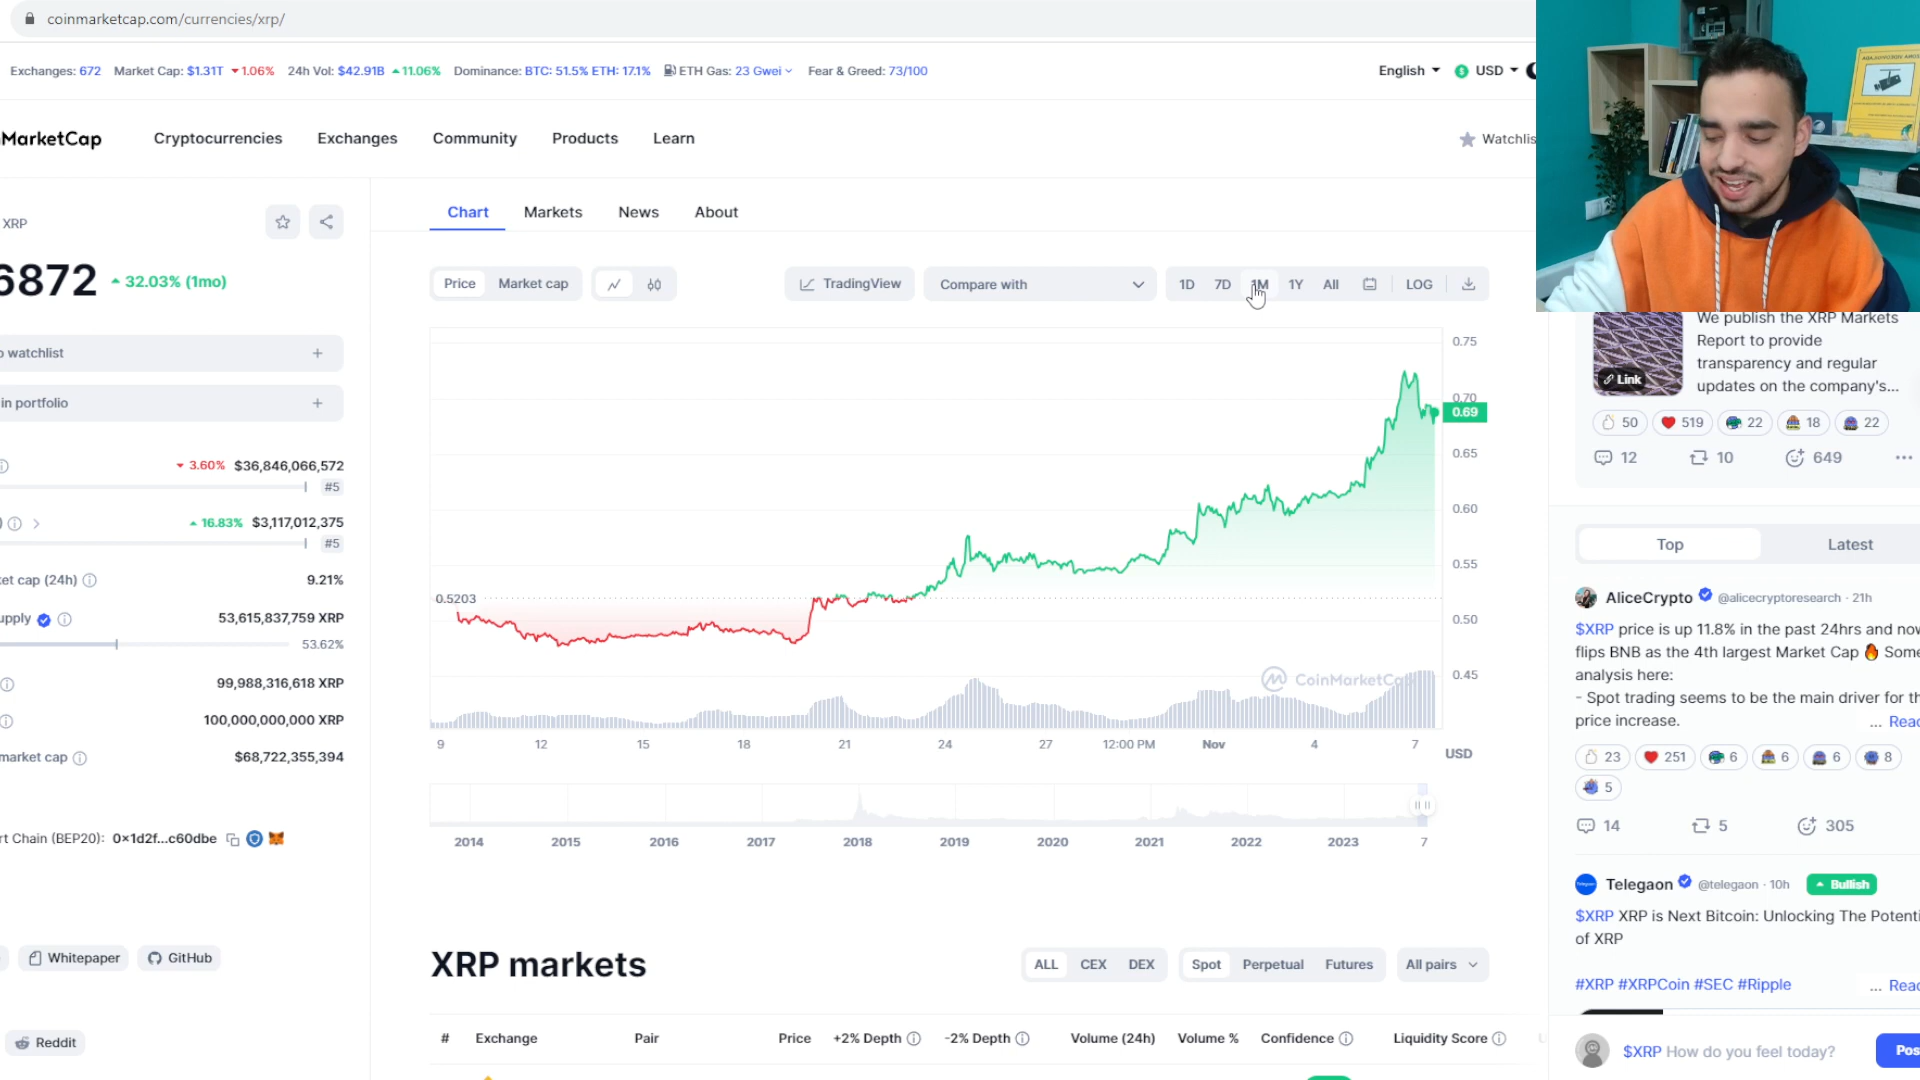 coinmarketcap.com/currencies/xrp/
Exchanges: 672 Market Cap: $1.31T 1.06% 24h Vol: $42.91B 11.06% Dominance: BTC: 51.5% ETH: 17.1% ETH Gas: 23 Gwei Fear & Greed: 73/100
English USD
MarketCap Cryptocurrencies Exchanges Community Products Learn
Watchlis
XRP
6872 32.03% (1mo)
o watchlist +
in portfolio +
3.60% $36,846,066,572
#5
16.83% $3,117,012,375
#5
ket cap (24h) 9.21%
upply 53,615,837,759 XRP
53.62%
99,988,316,618 XRP
100,000,000,000 XRP
market cap $68,722,355,394
rt Chain (BEP20): 0x1d2f...c60dbe
Whitepaper GitHub
Reddit
Chart Markets News About
Price Market cap TradingView Compare with 1D 7D 1M 1Y All LOG
0.75
0.70
0.69
0.65
0.60
0.55
0.5203
0.50
0.45
CoinMarketCap
9 12 15 18 21 24 27 12:00 PM Nov 4 7
USD
2014 2015 2016 2017 2018 2019 2020 2021 2022 2023 7
XRP markets
ALL CEX DEX Spot Perpetual Futures All pairs
# Exchange Pair Price +2% Depth -2% Depth Volume (24h) Volume % Confidence Liquidity Score
We publish the XRP Markets
Report to provide
transparency and regular
updates on the company's...
Link
50 519 22 18 22
12 10 649 ...
Top Latest
AliceCrypto @alicecryptoresearch · 21h
$XRP price is up 11.8% in the past 24hrs and now
flips BNB as the 4th largest Market Cap 🔥 Some
analysis here:
- Spot trading seems to be the main driver for th
price increase. ... Read
23 251 6 6 6 8
5
14 5 305
Telegaon @telegaon · 10h Bullish
$XRP XRP is Next Bitcoin: Unlocking The Potenti
of XRP
#XRP #XRPCoin #SEC #Ripple ... Read
$XRP How do you feel today? Pos